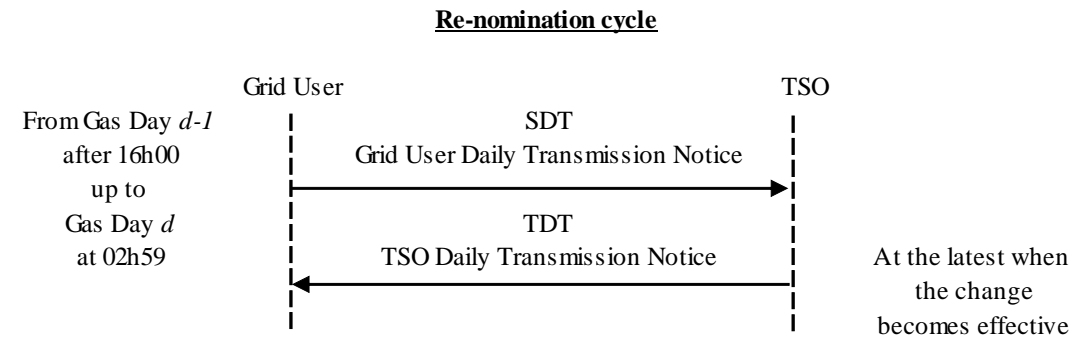 Re-nomination cycle
Grid User
TSO
From Gas Day d-1
after 16h00
up to
Gas Day d
at 02h59
SDT
Grid User Daily Transmission Notice
TDT
TSO Daily Transmission Notice
At the latest when
the change
becomes effective